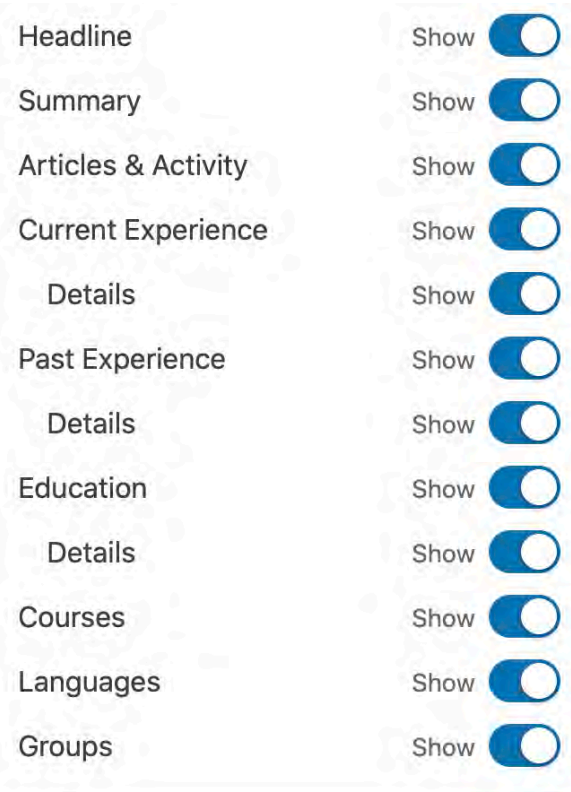 Headline Show
Summary Show
Articles & Activity Show
Current Experience Show
Details Show
Past Experience Show
Details Show
Education Show
Details Show
Courses Show
Languages Show
Groups Show